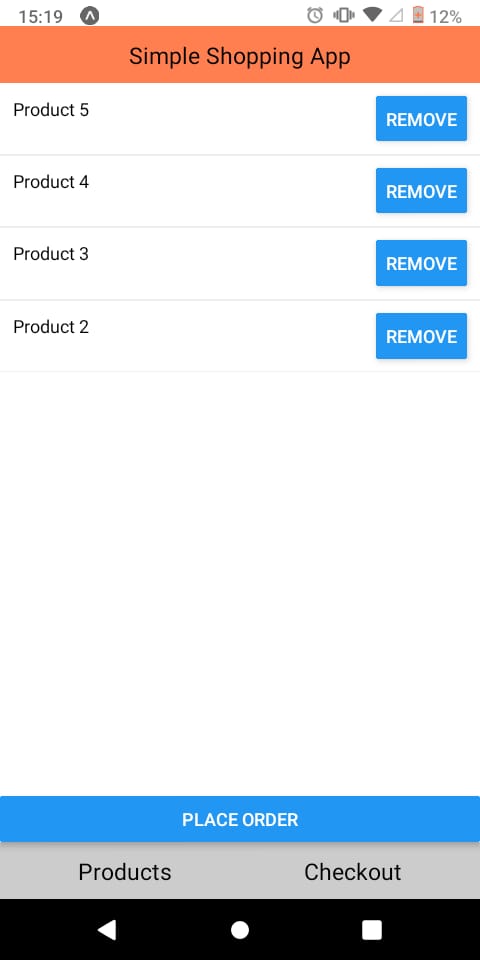 15:19 12%
Simple Shopping App
Product 5 REMOVE
Product 4 REMOVE
Product 3 REMOVE
Product 2 REMOVE
PLACE ORDER
Products Checkout